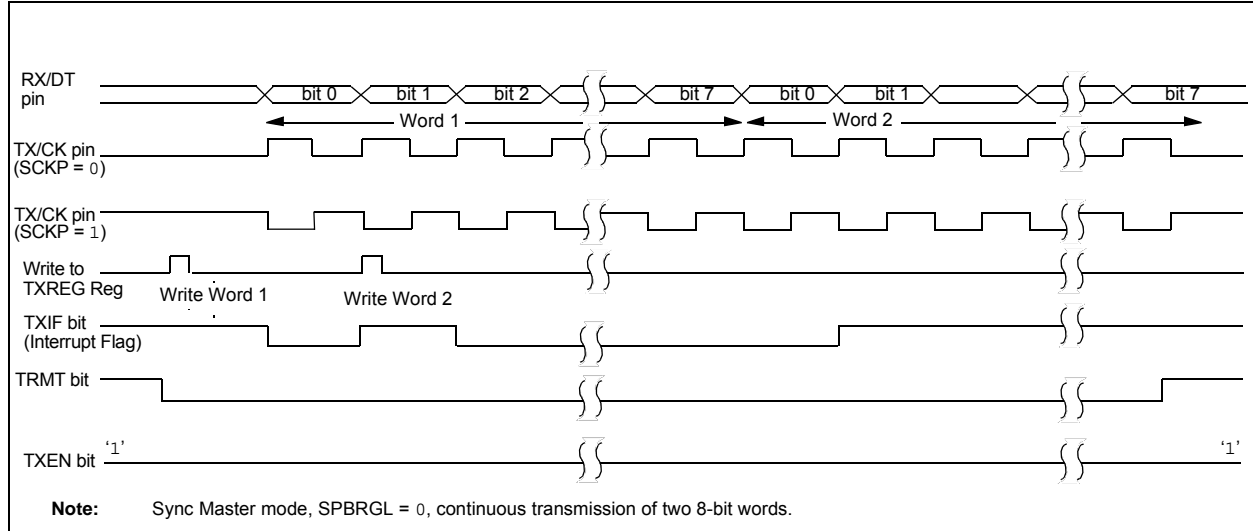 RX/DT
pin
bit 0 bit 1 bit 2 bit 7 bit 0 bit 1 bit 7
Word 1 Word 2
TX/CK pin
(SCKP = 0)
TX/CK pin
(SCKP = 1)
Write to
TXREG Reg
Write Word 1 Write Word 2
TXIF bit
(Interrupt Flag)
TRMT bit
TXEN bit ‘1’ ‘1’
Note: Sync Master mode, SPBRGL = 0, continuous transmission of two 8-bit words.